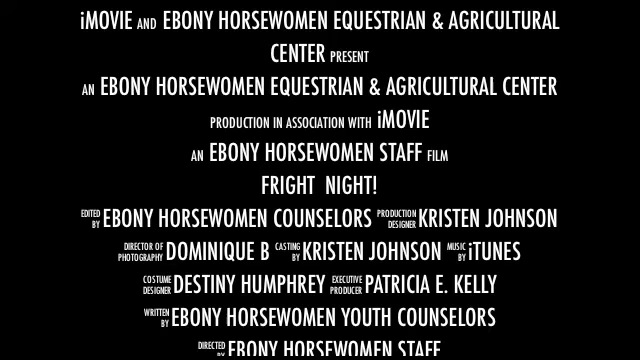 iMOVIE AND EBONY HORSEWOMEN EQUESTRIAN & AGRICULTURAL
CENTER PRESENT
AN EBONY HORSEWOMEN EQUESTRIAN & AGRICULTURAL CENTER
PRODUCTION IN ASSOCIATION WITH iMOVIE
AN EBONY HORSEWOMEN STAFF FILM
FRIGHT NIGHT!
EDITED BY EBONY HORSEWOMEN COUNSELORS PRODUCTION DESIGNER KRISTEN JOHNSON
DIRECTOR OF PHOTOGRAPHY DOMINIQUE B CASTING BY KRISTEN JOHNSON MUSIC BY iTUNES
COSTUME DESIGNER DESTINY HUMPHREY EXECUTIVE PRODUCER PATRICIA E. KELLY
WRITTEN BY EBONY HORSEWOMEN YOUTH COUNSELORS
DIRECTED BY EBONY HORSEWOMEN STAFF